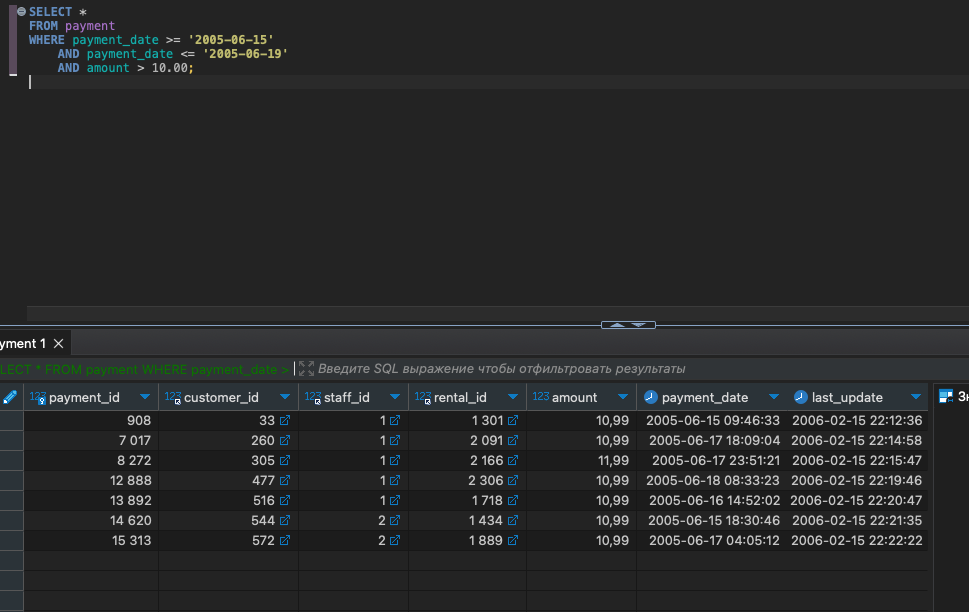 SELECT *
FROM payment
WHERE payment_date >= '2005-06-15'
AND payment_date <= '2005-06-19'
AND amount > 10.00;
yment 1
LECT * FROM payment WHERE payment_date > Введите SQL выражение чтобы отфильтровать результаты
123 payment_id 123 customer_id 123 staff_id 123 rental_id 123 amount payment_date last_update Зн
908 33 1 1 301 10,99 2005-06-15 09:46:33 2006-02-15 22:12:36
7 017 260 1 2 091 10,99 2005-06-17 18:09:04 2006-02-15 22:14:58
8 272 305 1 2 166 11,99 2005-06-17 23:51:21 2006-02-15 22:15:47
12 888 477 1 2 306 10,99 2005-06-18 08:33:23 2006-02-15 22:19:46
13 892 516 1 1 718 10,99 2005-06-16 14:52:02 2006-02-15 22:20:47
14 620 544 2 1 434 10,99 2005-06-15 18:30:46 2006-02-15 22:21:35
15 313 572 2 1 889 10,99 2005-06-17 04:05:12 2006-02-15 22:22:22